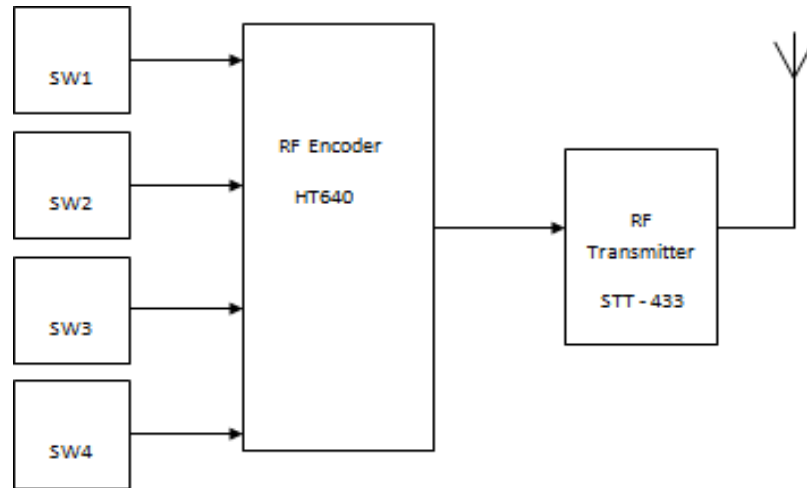 SW1
SW2
SW3
SW4
RF Encoder
HT640
RF
Transmitter
STT - 433